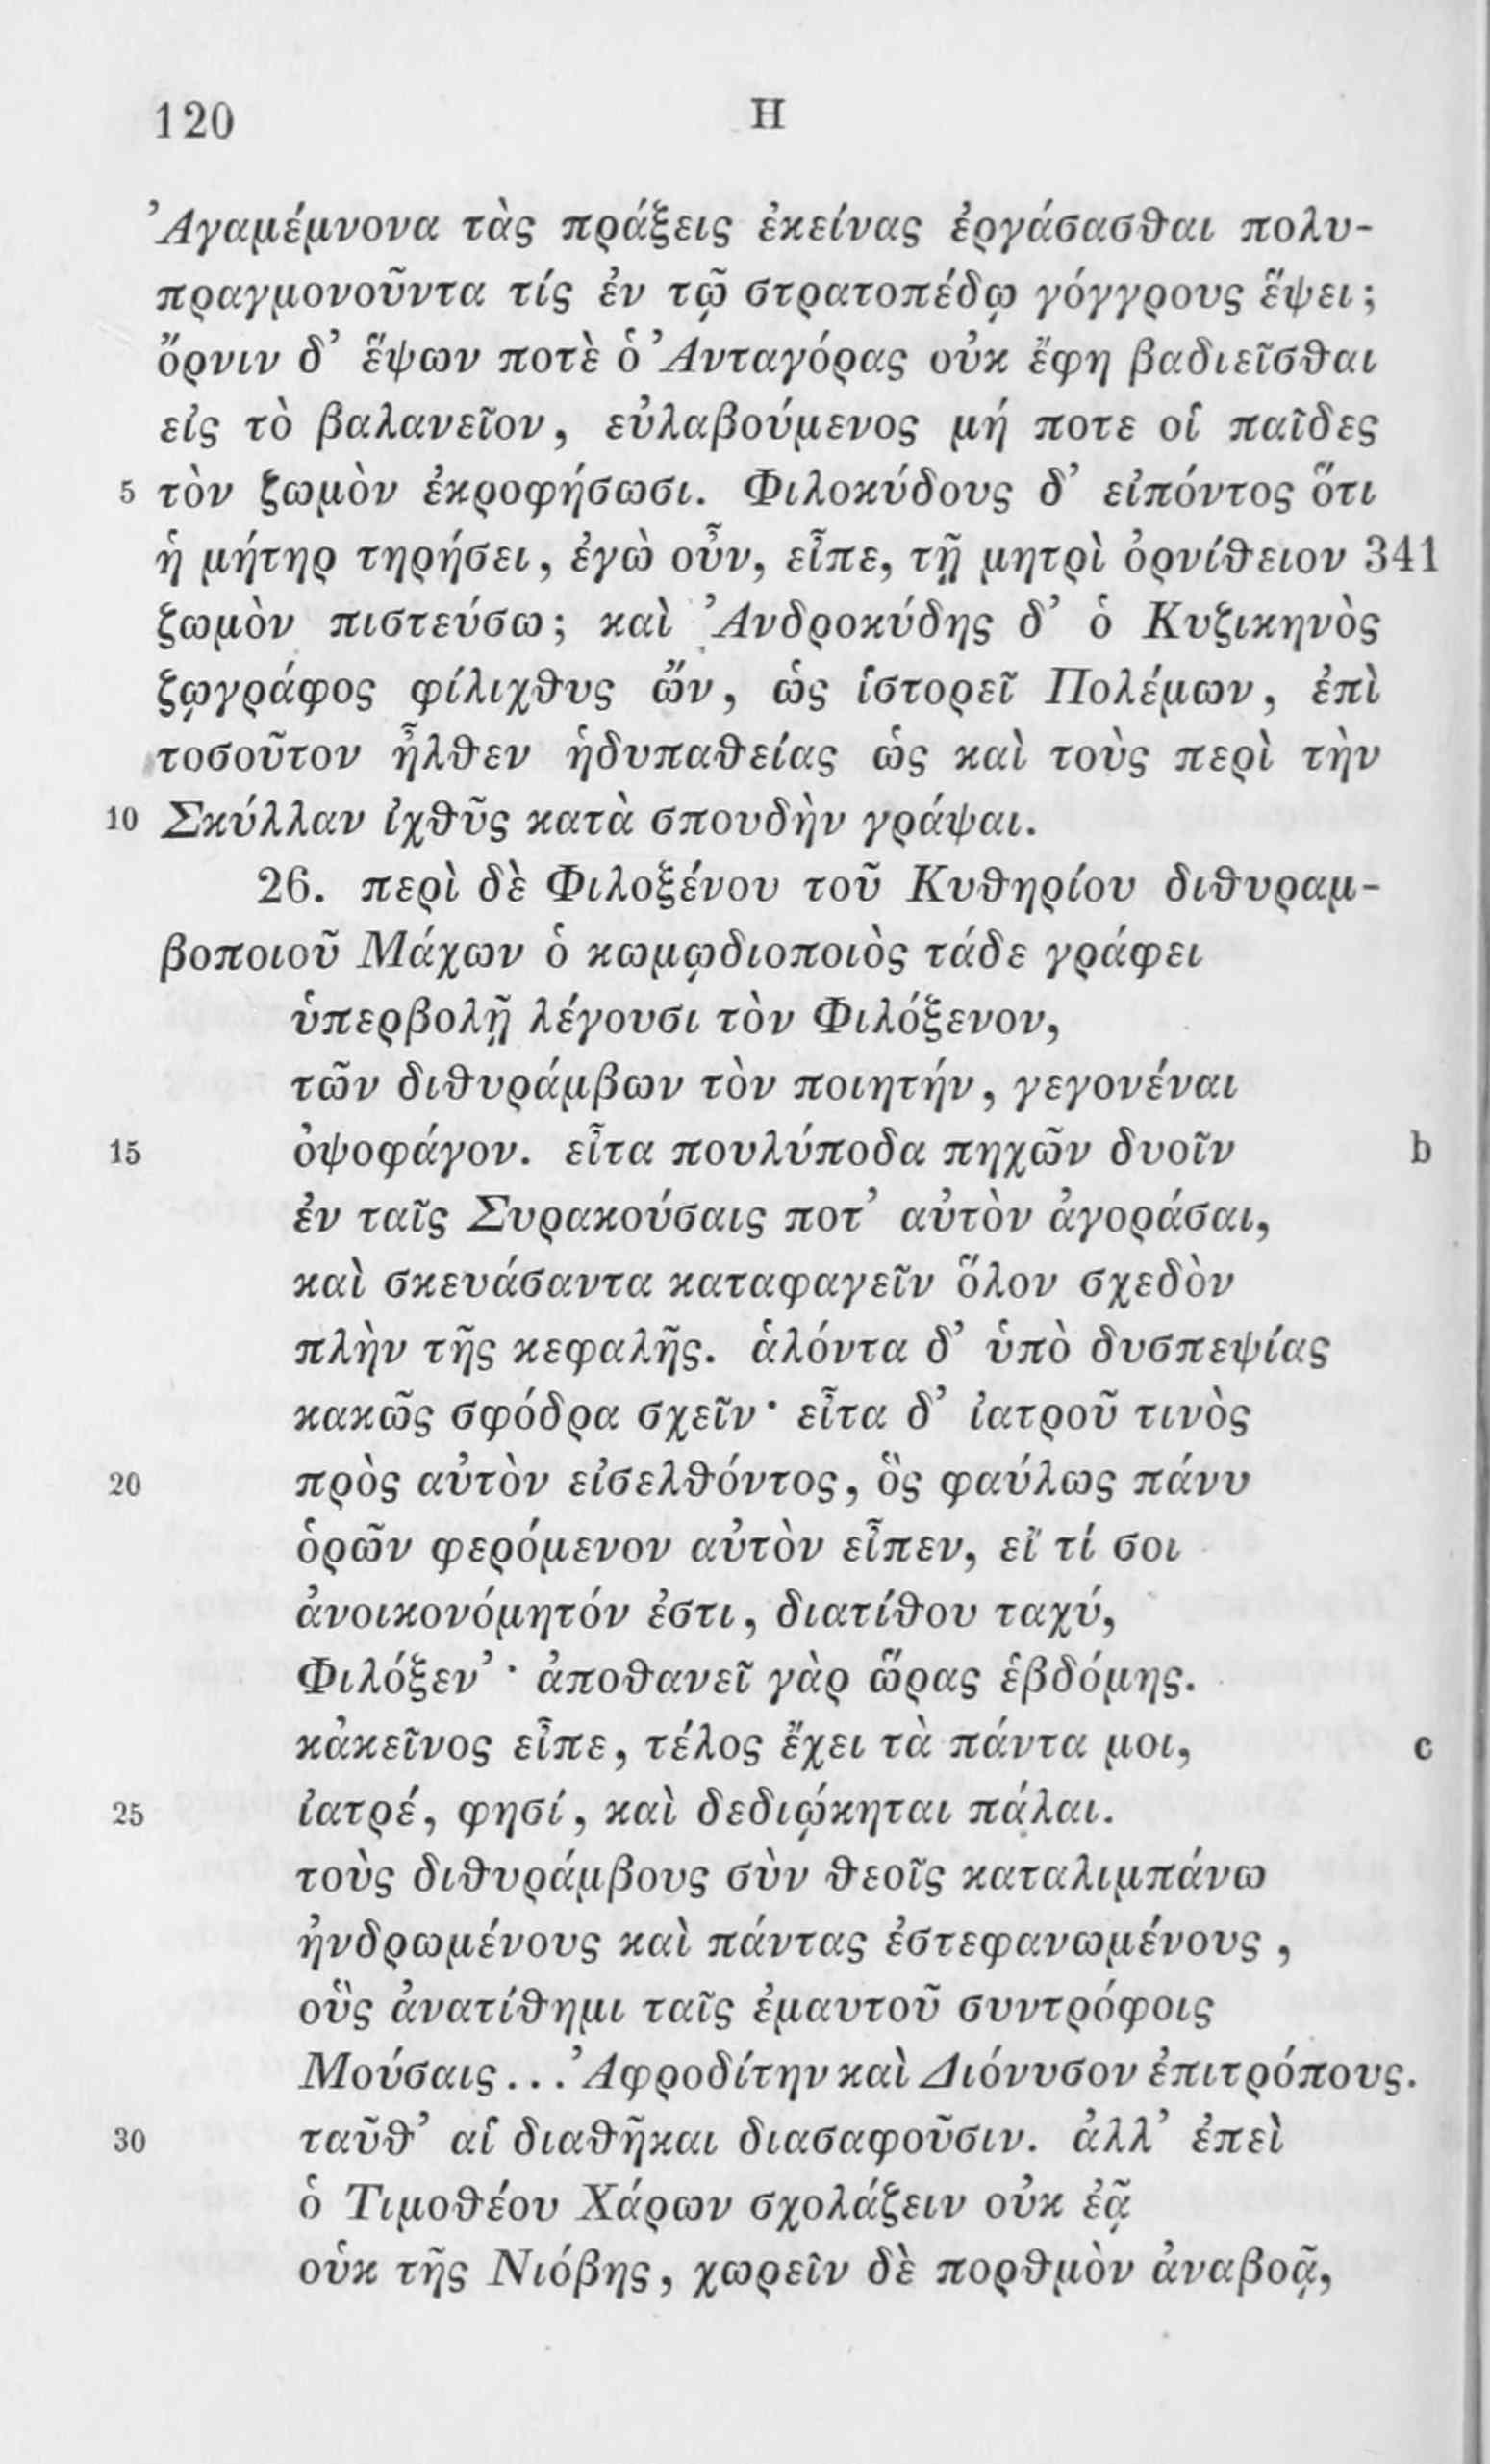 120 Η
Ἀγαμέμνονα τὰς πράξεις ἐκείνας ἐργάσασθαι πολυ-
πραγμονοῦντα τίς ἐν τῷ στρατοπέδῳ γόγγρους ἕψει;
ὄρνιν δ’ ἕψων ποτὲ ὁ Ἀνταγόρας οὐκ ἔφη βαδιεῖσθαι
εἰς τὸ βαλανεῖον, εὐλαβούμενος μή ποτε οἱ παῖδες
5 τὸν ζωμὸν ἐκροφήσωσι. Φιλοκύδους δ’ εἰπόντος ὅτι
ἡ μήτηρ τηρήσει, ἐγὼ οὖν, εἶπε, τῇ μητρὶ ὀρνίθειον 341
ζωμὸν πιστεύσω; καὶ Ἀνδροκύδης δ’ ὁ Κυζικηνὸς
ζῳγράφος φίλιχθυς ὤν, ὡς ἱστορεῖ Πολέμων, ἐπὶ
τοσοῦτον ἦλθεν ἡδυπαθείας ὡς καὶ τοὺς περὶ τὴν
10 Σκύλλαν ἰχθῦς κατὰ σπουδὴν γράψαι.
26. περὶ δὲ Φιλοξένου τοῦ Κυθηρίου διθυραμ-
βοποιοῦ Μάχων ὁ κωμῳδιοποιὸς τάδε γράφει
ὑπερβολῇ λέγουσι τὸν Φιλόξενον,
τῶν διθυράμβων τὸν ποιητήν, γεγονέναι
15 ὀψοφάγον. εἶτα πουλύποδα πηχῶν δυοῖν b
ἐν ταῖς Συρακούσαις ποτ’ αὐτὸν ἀγοράσαι,
καὶ σκευάσαντα καταφαγεῖν ὅλον σχεδὸν
πλὴν τῆς κεφαλῆς. ἁλόντα δ’ ὑπὸ δυσπεψίας
κακῶς σφόδρα σχεῖν· εἶτα δ’ ἰατροῦ τινὸς
20 πρὸς αὐτὸν εἰσελθόντος, ὃς φαύλως πάνυ
ὁρῶν φερόμενον αὐτὸν εἶπεν, εἴ τί σοι
ἀνοικονόμητόν ἐστι, διατίθου ταχύ,
Φιλόξεν’· ἀποθανεῖ γὰρ ὥρας ἑβδόμης.
κἀκεῖνος εἶπε, τέλος ἔχει τὰ πάντα μοι, c
25 ἰατρέ, φησί, καὶ δεδιῴκηται πάλαι.
τοὺς διθυράμβους σὺν θεοῖς καταλιμπάνω
ἠνδρωμένους καὶ πάντας ἐστεφανωμένους,
οὓς ἀνατίθημι ταῖς ἐμαυτοῦ συντρόφοις
Μούσαις... Ἀφροδίτην καὶ Διόνυσον ἐπιτρόπους.
30 ταῦθ’ αἱ διαθῆκαι διασαφοῦσιν. ἀλλ’ ἐπεὶ
ὁ Τιμοθέου Χάρων σχολάζειν οὐκ ἐᾷ
οὑκ τῆς Νιόβης, χωρεῖν δὲ πορθμὸν ἀναβοᾷ,